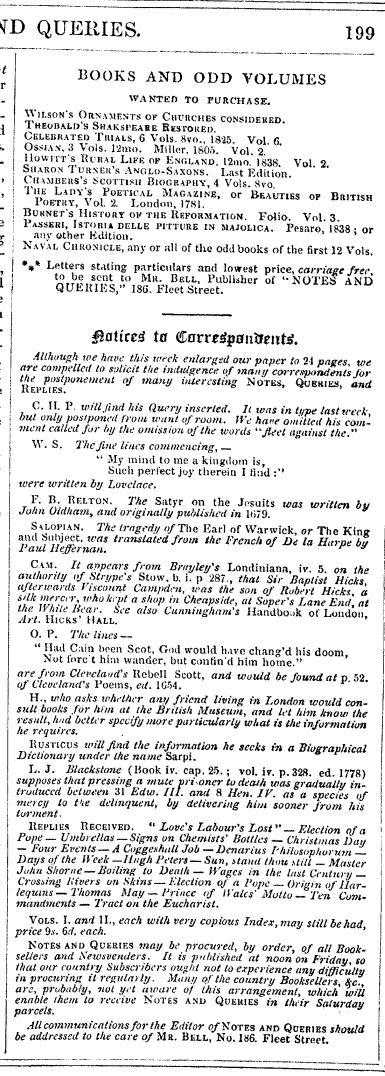 ND QUERIES. 199
BOOKS AND ODD VOLUMES
WANTED TO PURCHASE.
WILSON'S ORNAMENTS OF CHURCHES CONSIDERED.
THEOBALD'S SHAKSPEARE RESTORED.
CELEBRATED TRIALS, 6 Vols. 8vo., 1825. Vol. 6.
OSSIAN, 3 Vols. 12mo. Miller, 1805. Vol. 2.
HOWITT'S RURAL LIFE OF ENGLAND. 12mo. 1838. Vol. 2.
SHARON TURNER'S ANGLO-SAXONS. Last Edition.
CHAMBERS'S SCOTTISH BIOGRAPHY, 4 Vols. 8vo.
THE LADY'S POETICAL MAGAZINE, OR BEAUTIES OF BRITISH
POETRY, Vol. 2. London, 1781.
BURNET'S HISTORY OF THE REFORMATION. Folio. Vol. 3.
PASSERI, ISTORIA DELLE PITTURE IN MAJOLICA. Pesaro, 1838; or
any other Edition.
NAVAL CHRONICLE, any or all of the odd books of the first 12 Vols.
*** Letters stating particulars and lowest price, carriage free,
to be sent to MR. BELL, Publisher of "NOTES AND
QUERIES," 186. Fleet Street.
Notices to Correspondents.
Although we have this week enlarged our paper to 24 pages, we
are compelled to solicit the indulgence of many correspondents for
the postponement of many interesting NOTES, QUERIES, and
REPLIES.
C. H. P. will find his Query inserted. It was in type last week,
but only postponed from want of room. We have omitted his com-
ment called for by the omission of the words "fleet against the."
W. S. The fine lines commencing, —
"My mind to me a kingdom is,
Such perfect joy therein I find:"
were written by Lovelace.
F. B. RELTON. The Satyr on the Jesuits was written by
John Oldham, and originally published in 1679.
SALOPIAN. The tragedy of The Earl of Warwick, or The King
and Subject, was translated from the French of De la Harpe by
Paul Heffernan.
CAM. It appears from Brayley's Londiniana, iv. 5. on the
authority of Strype's Stow, b. i. p 287., that Sir Baptist Hicks,
afterwards Viscount Campden, was the son of Robert Hicks, a
silk mercer, who kept a shop in Cheapside, at Soper's Lane End, at
the White Bear. See also Cunningham's Handbook of London,
Art. HICKS' HALL.
O. P. The lines —
"Had Cain been Scot, God would have chang'd his doom,
Not forc't him wander, but confin'd him home."
are from Cleveland's Rebell Scott, and would be found at p. 52.
of Cleveland's Poems, ed. 1654.
H., who asks whether any friend living in London would con-
sult books for him at the British Museum, and let him know the
result, had better specify more particularly what is the information
he requires.
RUSTICUS will find the information he seeks in a Biographical
Dictionary under the name Sarpi.
L. J. Blackstone (Book iv. cap. 25.; vol. iv. p. 328. ed. 1778)
supposes that pressing a mute prisoner to death was gradually in-
troduced between 31 Edw. III. and 8 Hen. IV. as a species of
mercy to the delinquent, by delivering him sooner from his
torment.
REPLIES RECEIVED. "Love's Labour's Lost" — Election of a
Pope — Umbrellas — Signs on Chemists' Bottles — Christmas Day
— Four Events — A Coggeshall Job — Denarius Philosophorum —
Days of the Week — Hugh Peters — Sun, stand thou still — Master
John Shorne — Boiling to Death — Wages in the last Century —
Crossing Rivers on Skins — Election of a Pope — Origin of Har-
lequins — Thomas May — Prince of Wales' Motto — Ten Com-
mandments — Tract on the Eucharist.
VOLS. I. and II., each with very copious Index, may still be had,
price 9s. 6d. each.
NOTES AND QUERIES may be procured, by order, of all Book-
sellers and Newsvenders. It is published at noon on Friday, so
that our country Subscribers ought not to experience any difficulty
in procuring it regularly. Many of the country Booksellers, &c.,
are, probably, not yet aware of this arrangement, which will
enable them to receive NOTES AND QUERIES in their Saturday
parcels.
All communications for the Editor of NOTES AND QUERIES should
be addressed to the care of MR. BELL, No. 186. Fleet Street.